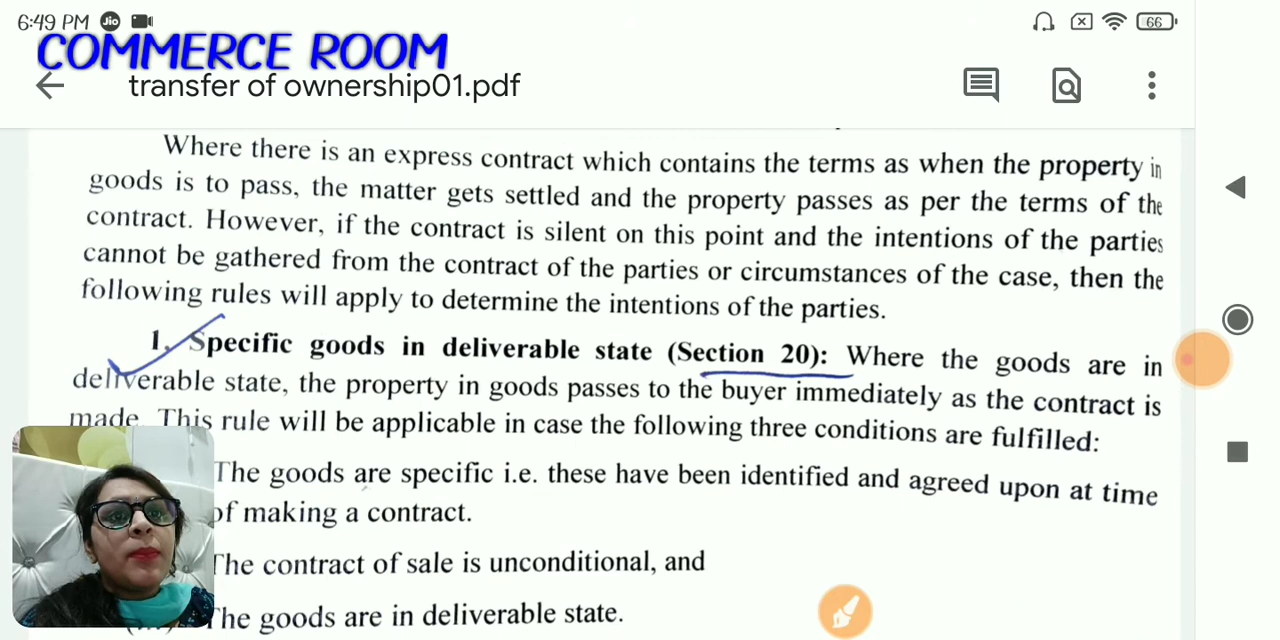 6:49 PM jio 66
COMMERCE ROOM
transfer of ownership01.pdf
Where there is an express contract which contains the terms as when the property in
goods is to pass, the matter gets settled and the property passes as per the terms of the
contract. However, if the contract is silent on this point and the intentions of the parties
cannot be gathered from the contract of the parties or circumstances of the case, then the
following rules will apply to determine the intentions of the parties.
1. Specific goods in deliverable state (Section 20): Where the goods are in
deliverable state, the property in goods passes to the buyer immediately as the contract is
made. This rule will be applicable in case the following three conditions are fulfilled:
The goods are specific i.e. these have been identified and agreed upon at time
of making a contract.
The contract of sale is unconditional, and
The goods are in deliverable state.